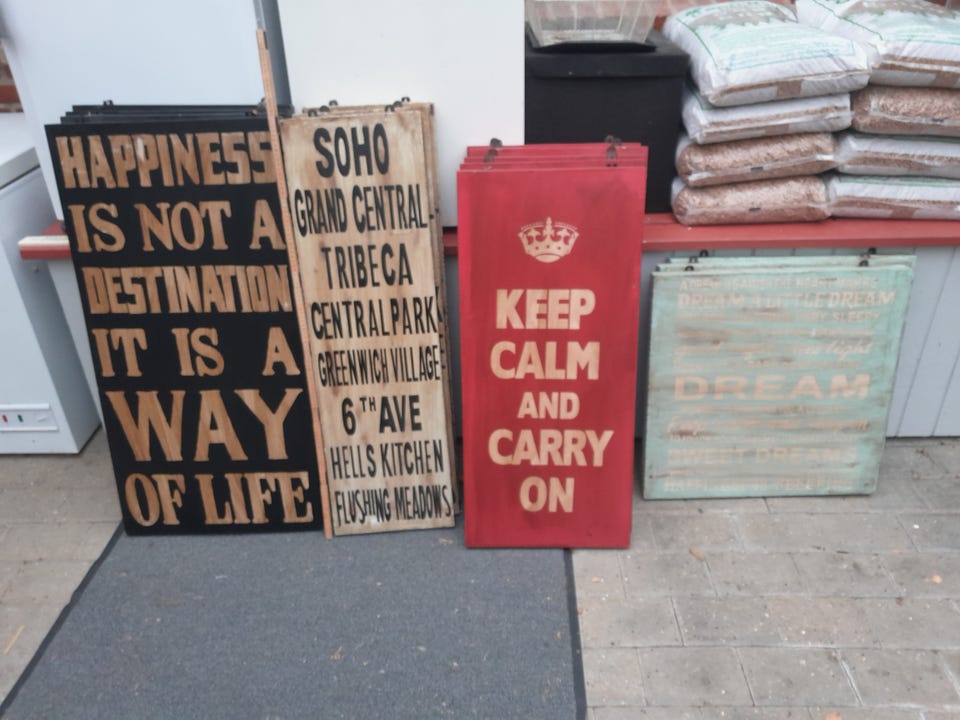 HAPPINESS
IS NOT A
DESTINATION
IT IS A
WAY
OF LIFE
SOHO
GRAND CENTRAL
TRIBECA
CENTRAL PARK
GREENWICH VILLAGE
6TH AVE
HELLS KITCHEN
FLUSHING MEADOWS
KEEP
CALM
AND
CARRY
ON
DREAM A LITTLE DREAM
DREAM
SWEET DREAMS